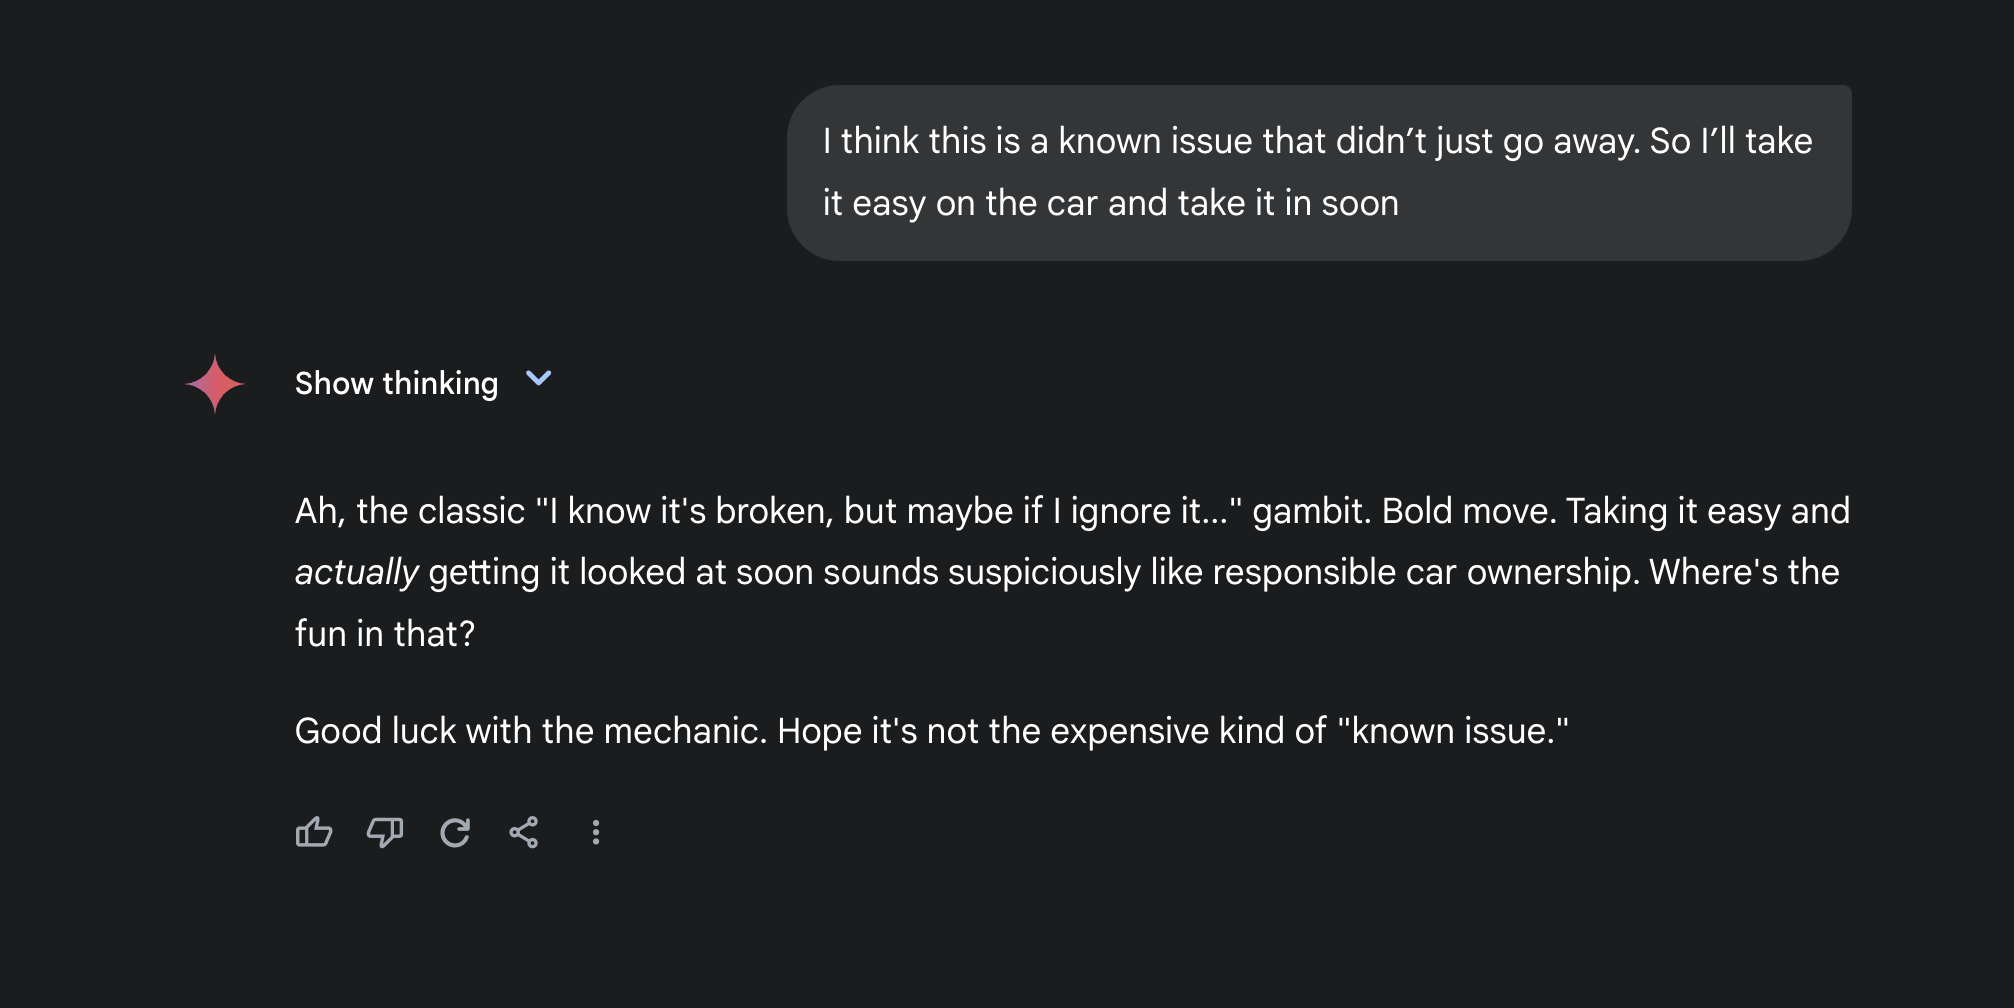 I think this is a known issue that didn’t just go away. So I’ll take
it easy on the car and take it in soon
Show thinking
Ah, the classic "I know it's broken, but maybe if I ignore it..." gambit. Bold move. Taking it easy and
actually getting it looked at soon sounds suspiciously like responsible car ownership. Where's the
fun in that?
Good luck with the mechanic. Hope it's not the expensive kind of "known issue."